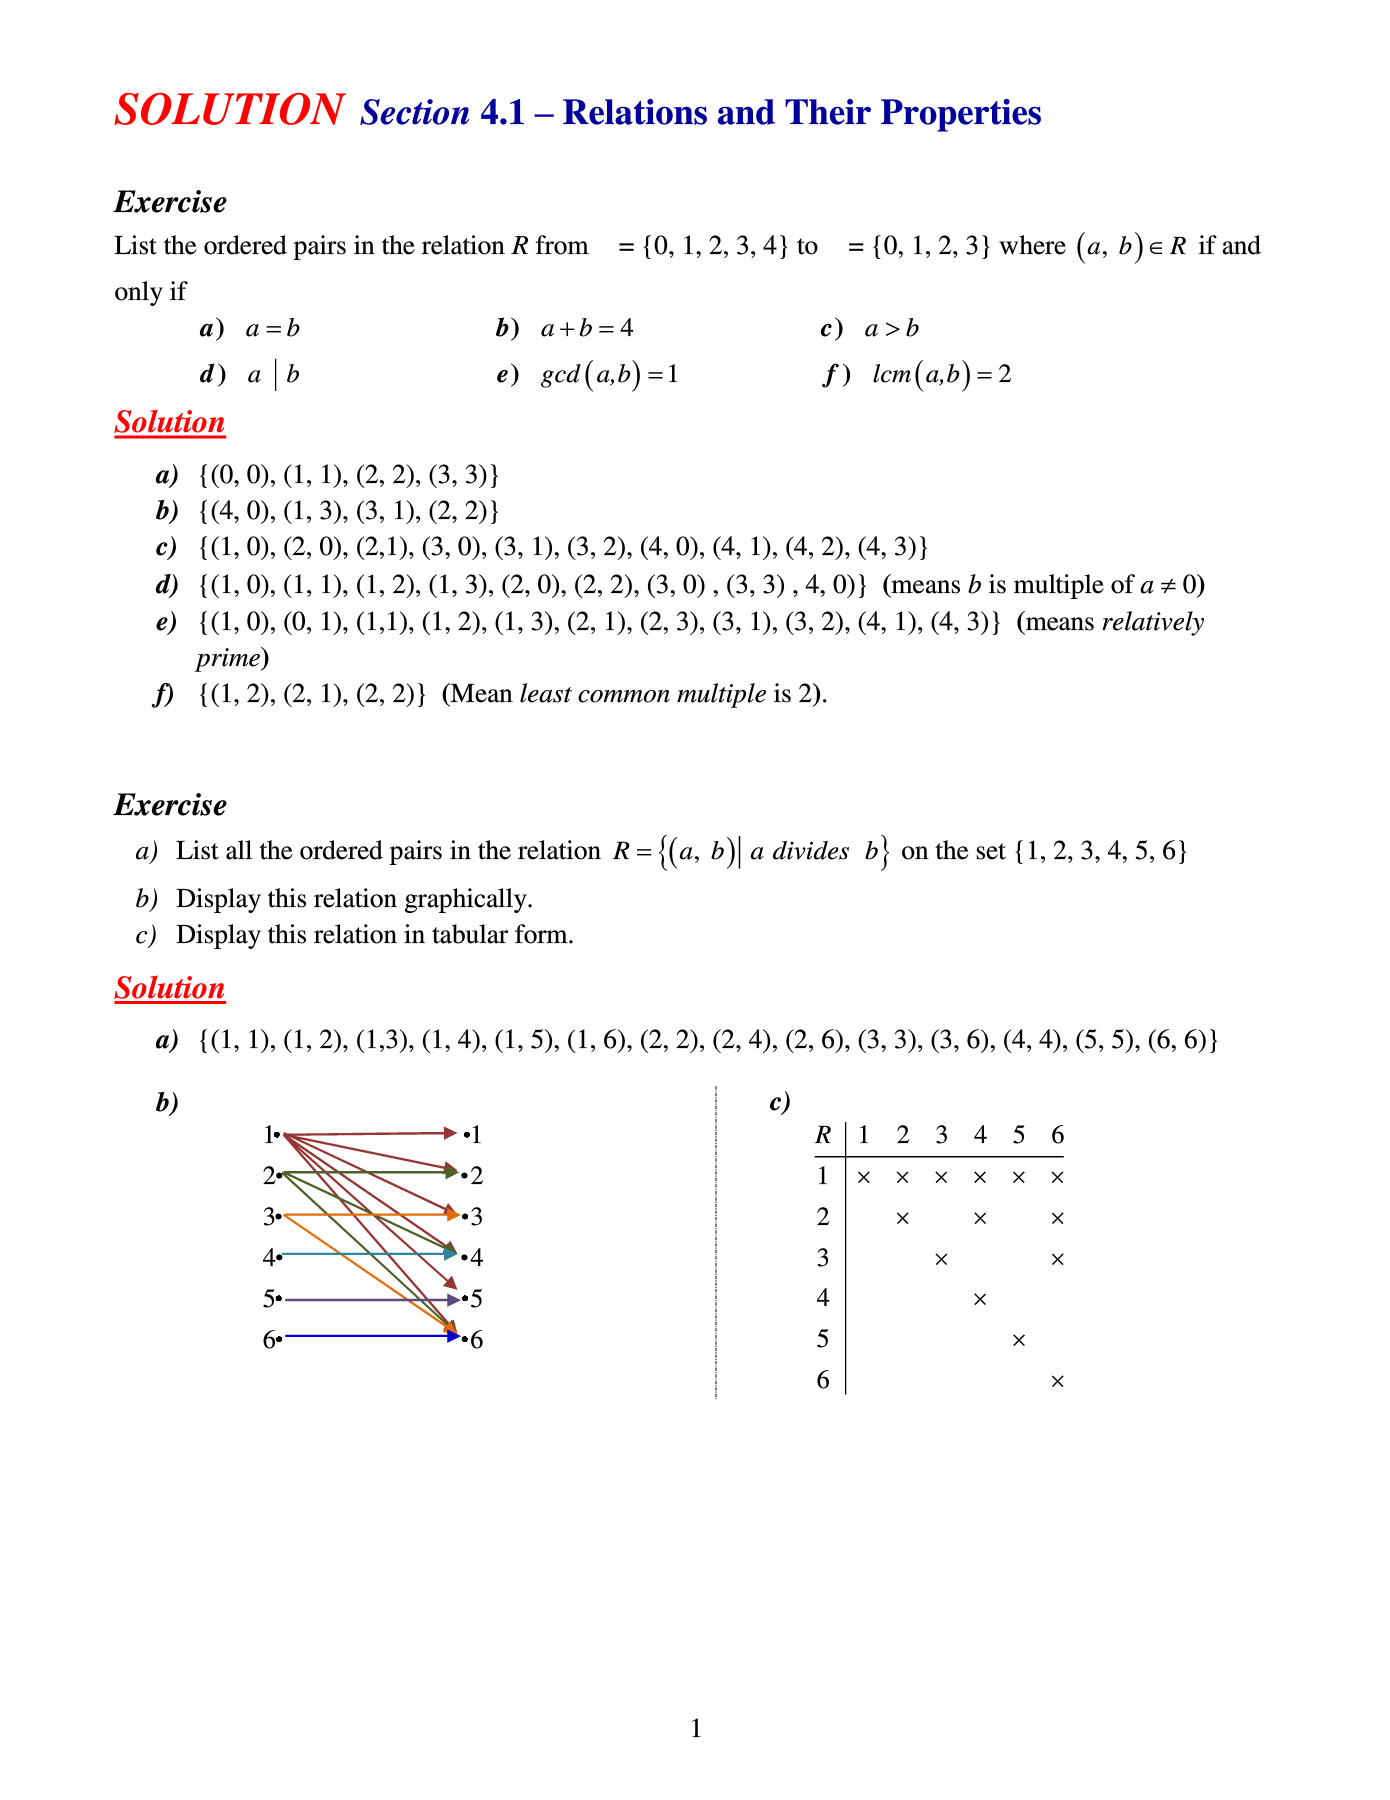 SOLUTION Section 4.1 – Relations and Their Properties
Exercise
List the ordered pairs in the relation R from = {0, 1, 2, 3, 4} to = {0, 1, 2, 3} where (a, b) ∈ R if and
only if
a) a = b b) a + b = 4 c) a > b
d) a | b e) gcd(a,b) = 1 f) lcm(a,b) = 2
Solution
a) {(0, 0), (1, 1), (2, 2), (3, 3)}
b) {(4, 0), (1, 3), (3, 1), (2, 2)}
c) {(1, 0), (2, 0), (2,1), (3, 0), (3, 1), (3, 2), (4, 0), (4, 1), (4, 2), (4, 3)}
d) {(1, 0), (1, 1), (1, 2), (1, 3), (2, 0), (2, 2), (3, 0) , (3, 3) , 4, 0)} (means b is multiple of a ≠ 0)
e) {(1, 0), (0, 1), (1,1), (1, 2), (1, 3), (2, 1), (2, 3), (3, 1), (3, 2), (4, 1), (4, 3)} (means relatively
prime)
f) {(1, 2), (2, 1), (2, 2)} (Mean least common multiple is 2).
Exercise
a) List all the ordered pairs in the relation R = {(a, b)| a divides b} on the set {1, 2, 3, 4, 5, 6}
b) Display this relation graphically.
c) Display this relation in tabular form.
Solution
a) {(1, 1), (1, 2), (1,3), (1, 4), (1, 5), (1, 6), (2, 2), (2, 4), (2, 6), (3, 3), (3, 6), (4, 4), (5, 5), (6, 6)}
b)
1• •1
2• •2
3• •3
4• •4
5• •5
6• •6
c)
R 1 2 3 4 5 6
1 × × × × × ×
2 × × ×
3 × ×
4 ×
5 ×
6 ×
1